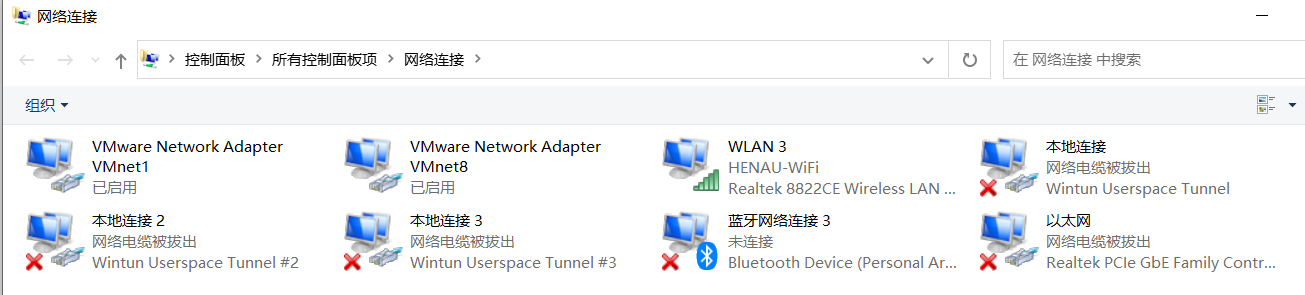 网络连接
控制面板 > 所有控制面板项 > 网络连接 >
在 网络连接 中搜索
组织
VMware Network Adapter
VMnet1
已启用
VMware Network Adapter
VMnet8
已启用
WLAN 3
HENAU-WiFi
Realtek 8822CE Wireless LAN ...
本地连接
网络电缆被拔出
Wintun Userspace Tunnel
本地连接 2
网络电缆被拔出
Wintun Userspace Tunnel #2
本地连接 3
网络电缆被拔出
Wintun Userspace Tunnel #3
蓝牙网络连接 3
未连接
Bluetooth Device (Personal Ar...
以太网
网络电缆被拔出
Realtek PCIe GbE Family Contr...